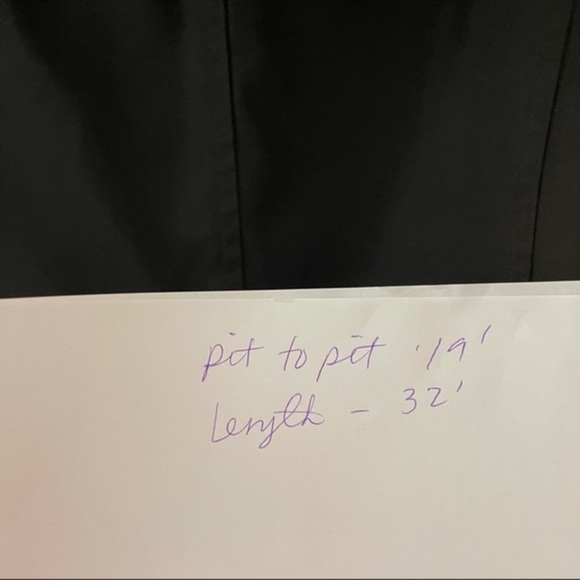 pit to pit '19'
Length - 32'